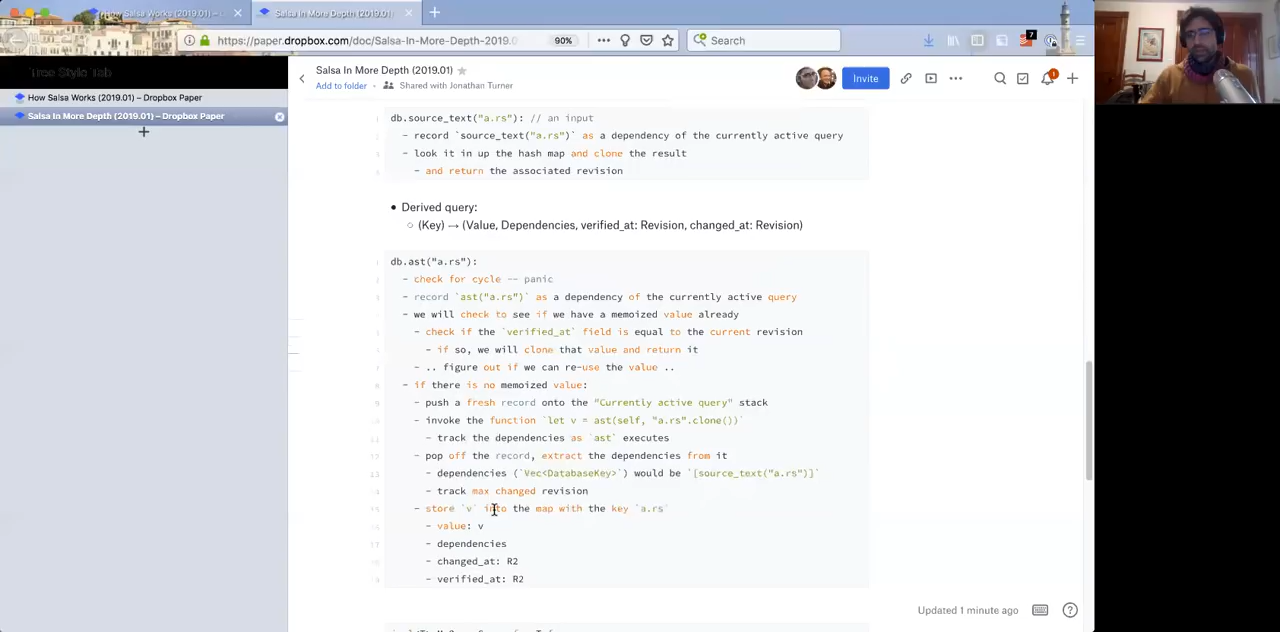 How Salsa Works (2019.01) –
Salsa In More Depth (2019.01)
https://paper.dropbox.com/doc/Salsa-In-More-Depth-2019.0
90%
Search
7
Tree Style Tab
How Salsa Works (2019.01) – Dropbox Paper
Salsa In More Depth (2019.01) – Dropbox Paper
Salsa In More Depth (2019.01)
Add to folder
Shared with Jonathan Turner
Invite
1
db.source_text("a.rs"): // an input
- record `source_text("a.rs")` as a dependency of the currently active query
- look it in up the hash map and clone the result
- and return the associated revision
• Derived query:
○ (Key) → (Value, Dependencies, verified_at: Revision, changed_at: Revision)
db.ast("a.rs"):
- check for cycle -- panic
- record `ast("a.rs")` as a dependency of the currently active query
- we will check to see if we have a memoized value already
- check if the `verified_at` field is equal to the current revision
- if so, we will clone that value and return it
- .. figure out if we can re-use the value ..
- if there is no memoized value:
- push a fresh record onto the "Currently active query" stack
- invoke the function `let v = ast(self, "a.rs".clone())`
- track the dependencies as `ast` executes
- pop off the record, extract the dependencies from it
- dependencies (`Vec<DatabaseKey>`) would be `[source_text("a.rs")]`
- track max changed revision
- store `v` into the map with the key `a.rs`
- value: v
- dependencies
- changed_at: R2
- verified_at: R2
Updated 1 minute ago